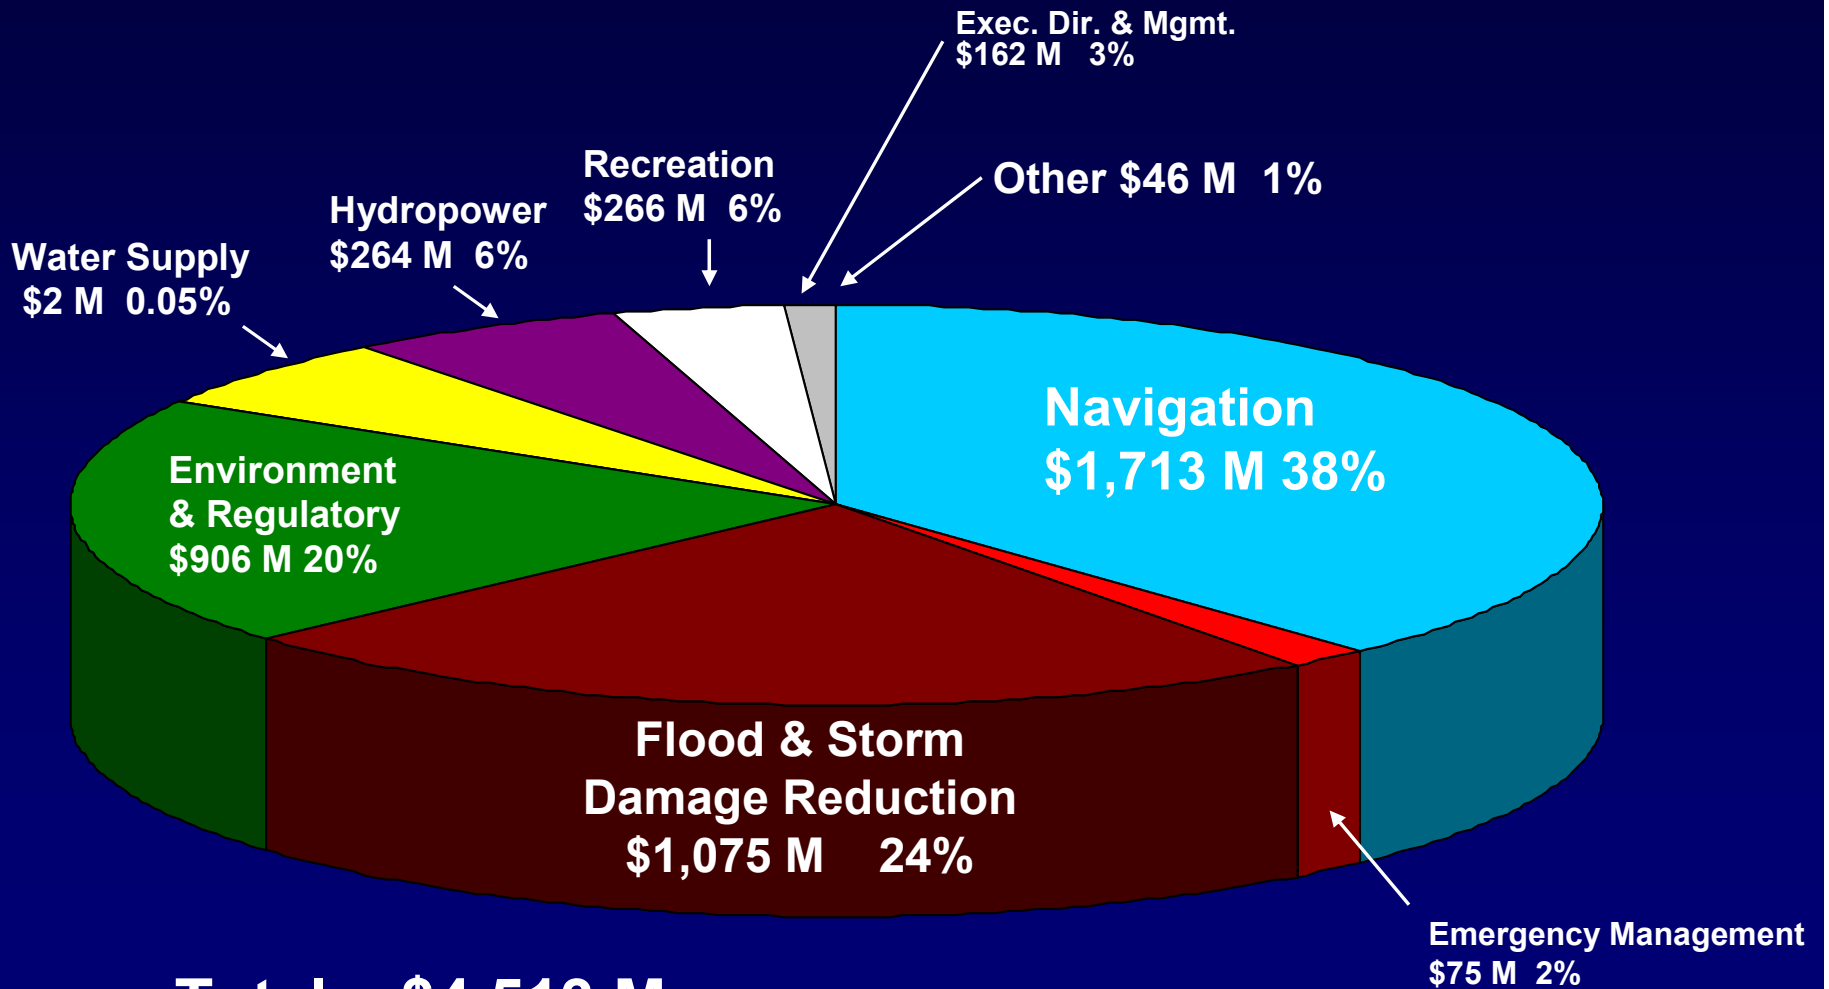 Exec. Dir. & Mgmt.
$162 M 3%
Recreation
$266 M 6%
Other $46 M 1%
Hydropower
$264 M 6%
Water Supply
$2 M 0.05%
Navigation
$1,713 M 38%
Environment
& Regulatory
$906 M 20%
Flood & Storm
Damage Reduction
$1,075 M 24%
Emergency Management
$75 M 2%